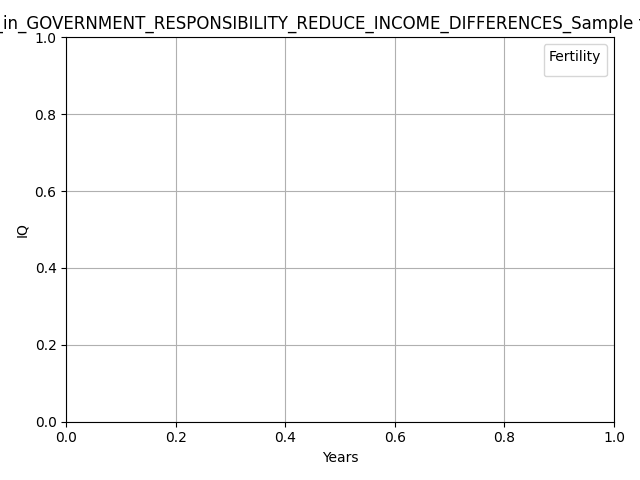 _in_GOVERNMENT_RESPONSIBILITY_REDUCE_INCOME_DIFFERENCES_Sample
Fertility
1.0
0.8
0.6
0.4
0.2
0.0
IQ
0.0 0.2 0.4 0.6 0.8 1.0
Years